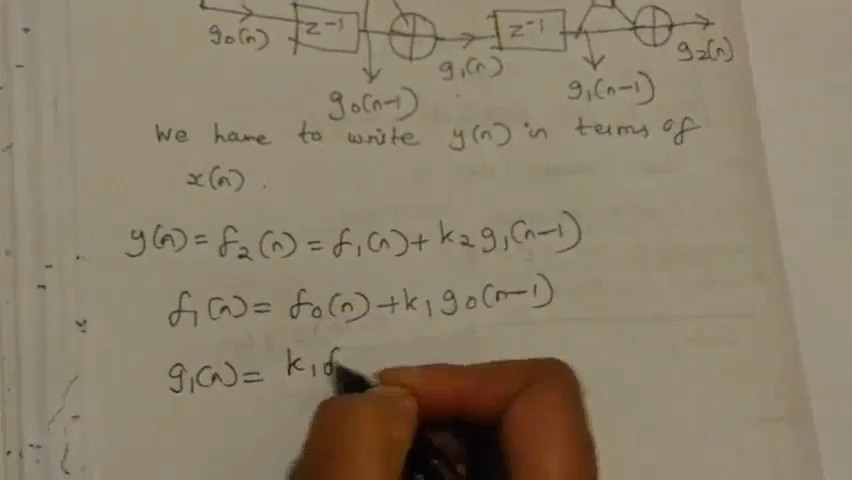 g0(n) z⁻¹ g1(n) z⁻¹ g2(n)
g0(n-1) g1(n-1)
We have to write y(n) in terms of
x(n).
y(n) = f2(n) = f1(n) + k2 g1(n-1)
f1(n) = f0(n) + k1 g0(n-1)
g1(n) = k1 f